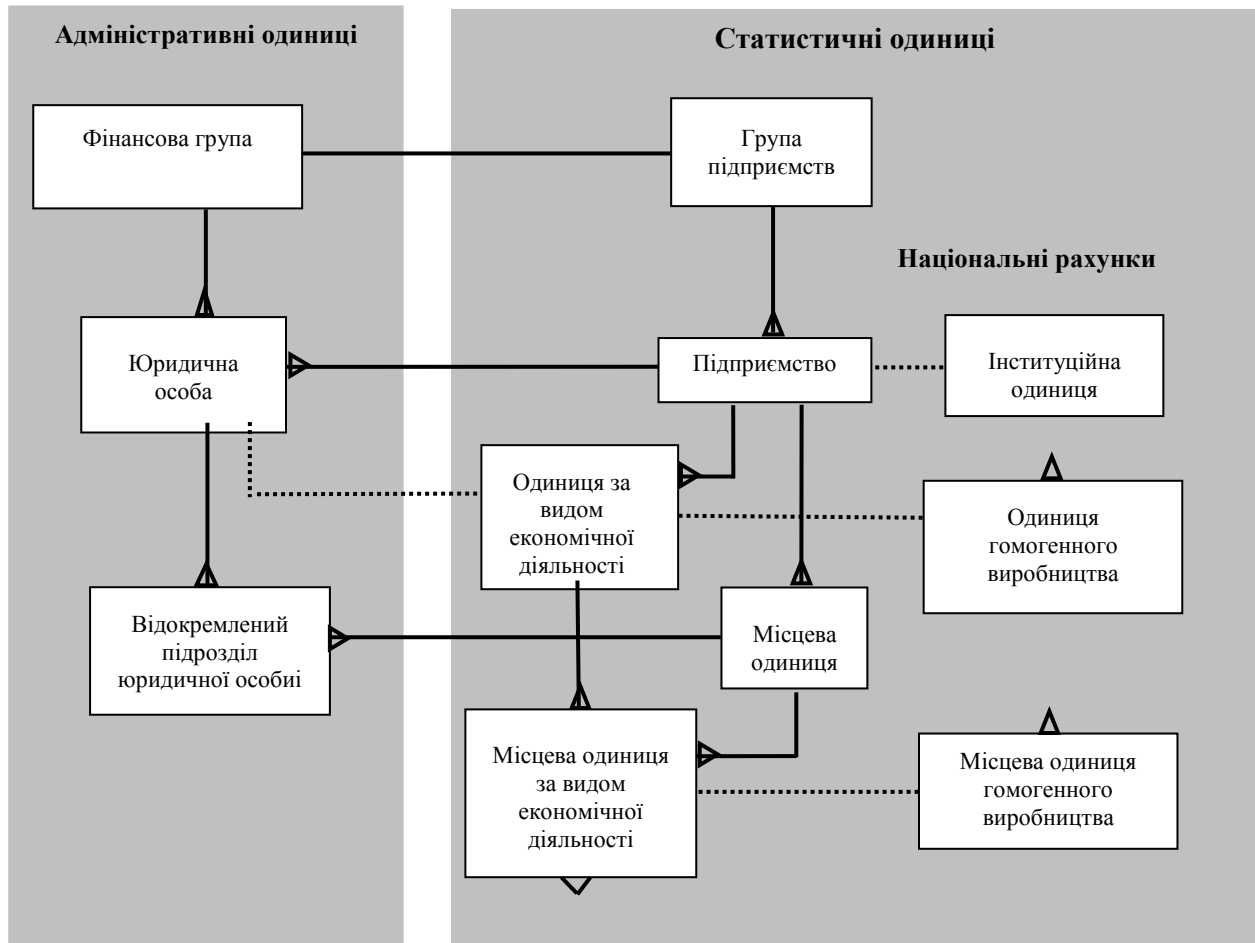 Адміністративні одиниці
Статистичні одиниці
Фінансова група
Група
підприємств
Національні рахунки
Юридична
особа
Підприємство
Інституційна
одиниця
Одиниця за
видом
економічної
діяльності
Одиниця
гомогенного
виробництва
Відокремлений
підрозділ
юридичної особиі
Місцева
одиниця
Місцева одиниця
за видом
економічної
діяльності
Місцева одиниця
гомогенного
виробництва